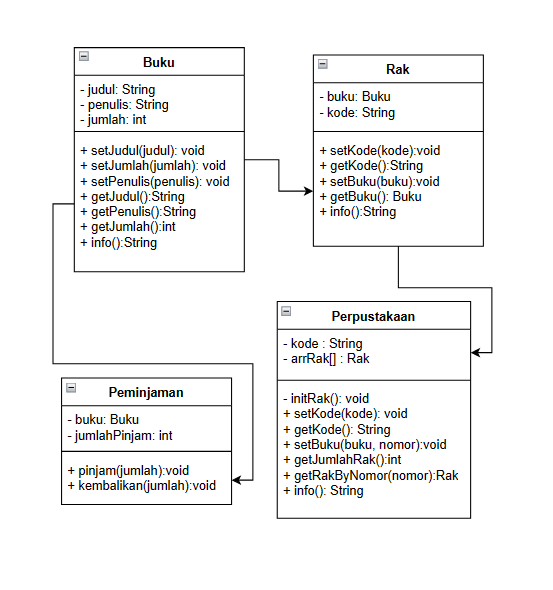 Buku
- judul: String
- penulis: String
- jumlah: int
+ setJudul(judul): void
+ setJumlah(jumlah): void
+ setPenulis(penulis): void
+ getJudul():String
+ getPenulis():String
+ getJumlah():int
+ info():String
Rak
- buku: Buku
- kode: String
+ setKode(kode):void
+ getKode():String
+ setBuku(buku):void
+ getBuku(): Buku
+ info():String
Perpustakaan
- kode : String
- arrRak[] : Rak
- initRak(): void
+ setKode(kode): void
+ getKode(): String
+ setBuku(buku, nomor):void
+ getJumlahRak():int
+ getRakByNomor(nomor):Rak
+ info(): String
Peminjaman
- buku: Buku
- jumlahPinjam: int
+ pinjam(jumlah):void
+ kembalikan(jumlah):void